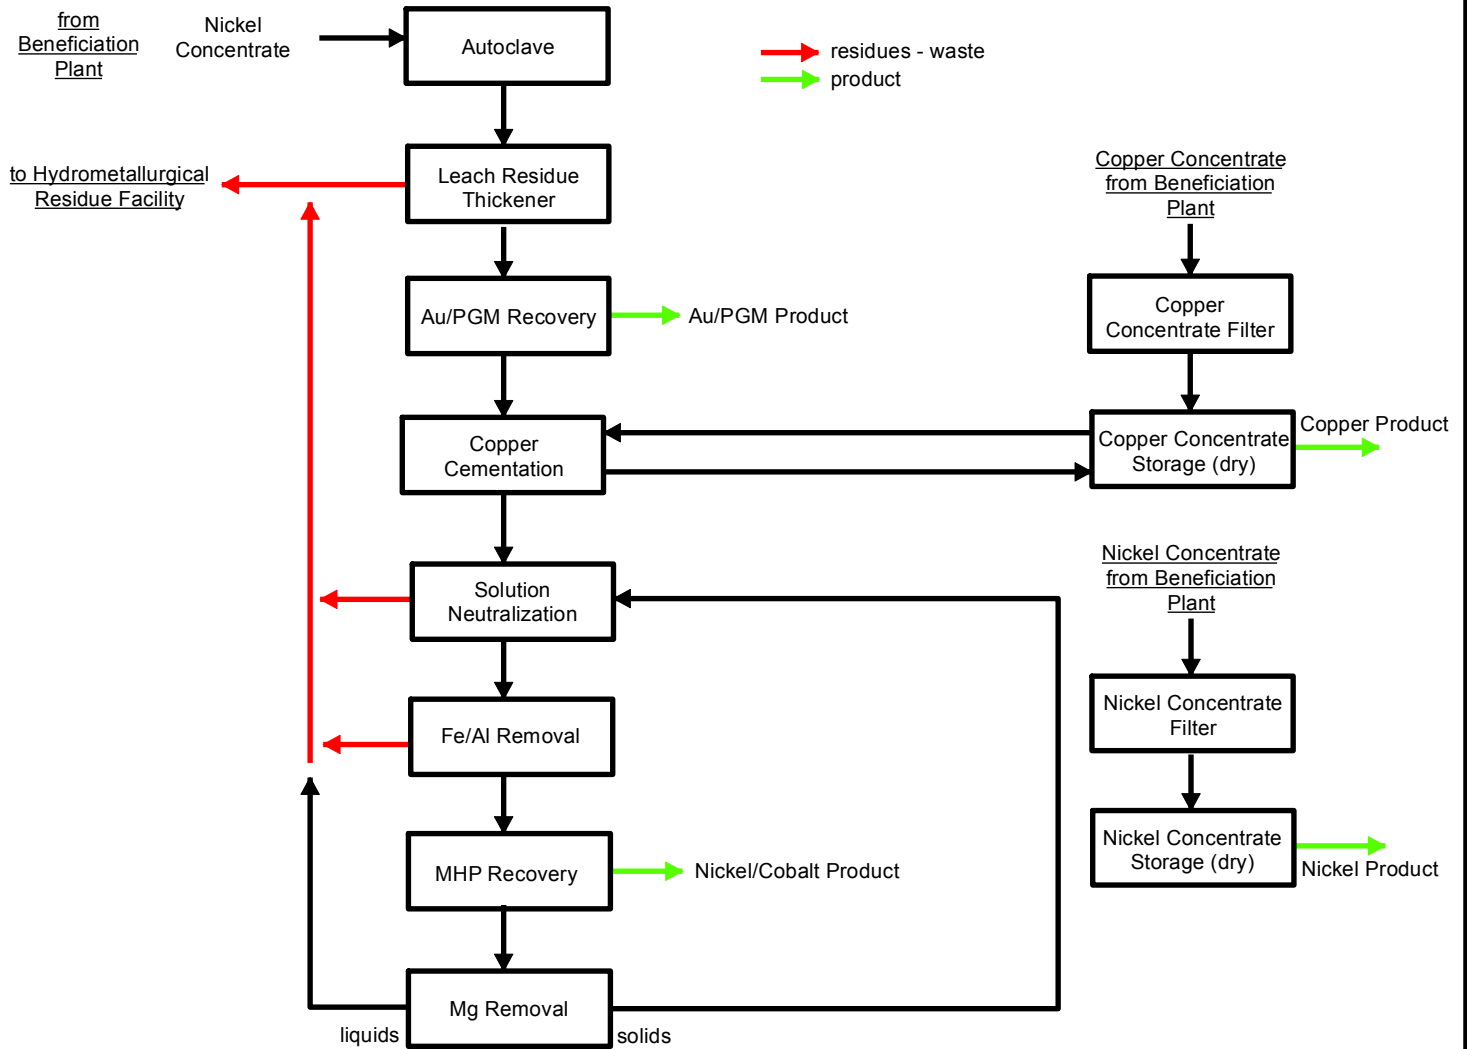 from
Beneficiation
Plant
Nickel
Concentrate
Autoclave
residues - waste
product
to Hydrometallurgical
Residue Facility
Leach Residue
Thickener
Copper Concentrate
from Beneficiation
Plant
Au/PGM Recovery
Au/PGM Product
Copper
Concentrate Filter
Copper
Cementation
Copper Concentrate
Storage (dry)
Copper Product
Solution
Neutralization
Nickel Concentrate
from Beneficiation
Plant
Fe/Al Removal
Nickel Concentrate
Filter
MHP Recovery
Nickel/Cobalt Product
Nickel Concentrate
Storage (dry)
Nickel Product
Mg Removal
liquids
solids